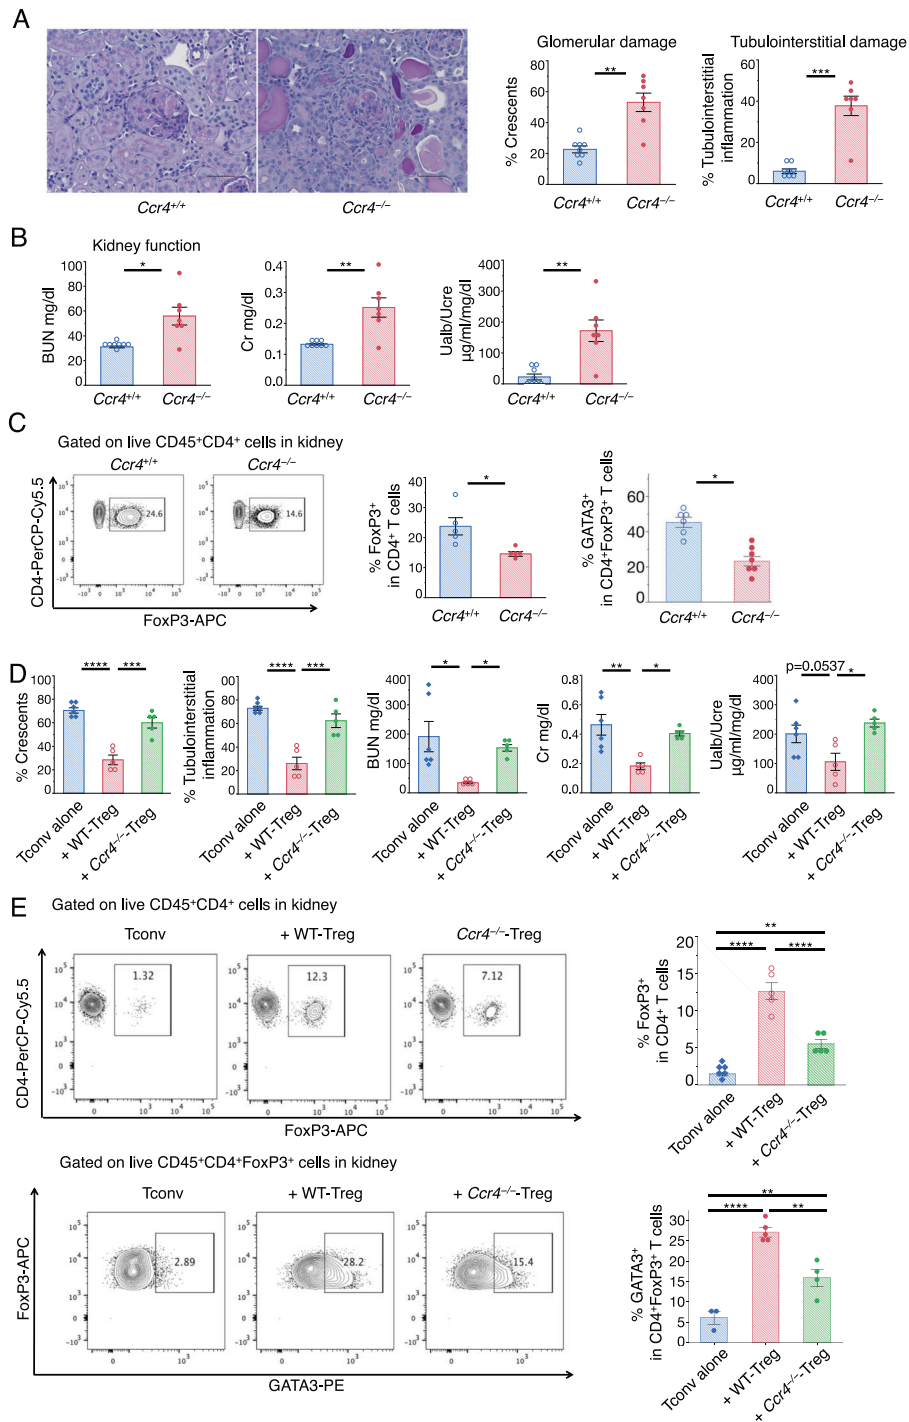 A
Ccr4+/+
Ccr4–/–
Glomerular damage
% Crescents
80
60
40
20
0
**
Ccr4+/+
Ccr4–/–
Tubulointerstitial damage
% Tubulointerstitial
inflammation
60
40
20
0
***
Ccr4+/+
Ccr4–/–
B
Kidney function
BUN mg/dl
100
80
60
40
20
0
*
Ccr4+/+
Ccr4–/–
Cr mg/dl
0.4
0.3
0.2
0.1
0.0
**
Ccr4+/+
Ccr4–/–
Ualb/Ucre
µg/ml/mg/dl
400
300
200
100
0
**
Ccr4+/+
Ccr4–/–
C
Gated on live CD45+CD4+ cells in kidney
Ccr4+/+
Ccr4–/–
24.6
14.6
CD4-PerCP-Cy5.5
FoxP3-APC
% FoxP3+
in CD4+ T cells
40
30
20
10
0
*
Ccr4+/+
Ccr4–/–
% GATA3+
in CD4+FoxP3+ T cells
60
40
20
0
*
Ccr4+/+
Ccr4–/–
D
% Crescents
80
60
40
20
0
****
***
Tconv alone
+ WT-Treg
+ Ccr4–/–-Treg
% Tubulointerstitial
inflammation
100
80
60
40
20
0
****
***
Tconv alone
+ WT-Treg
+ Ccr4–/–-Treg
BUN mg/dl
400
300
200
100
0
*
*
Tconv alone
+ WT-Treg
+ Ccr4–/–-Treg
Cr mg/dl
0.8
0.6
0.4
0.2
0.0
**
*
Tconv alone
+ WT-Treg
+ Ccr4–/–-Treg
Ualb/Ucre
µg/ml/mg/dl
400
300
200
100
0
p=0.0537
*
Tconv alone
+ WT-Treg
+ Ccr4–/–-Treg
E
Gated on live CD45+CD4+ cells in kidney
Tconv
+ WT-Treg
Ccr4–/–-Treg
1.32
12.3
7.12
CD4-PerCP-Cy5.5
FoxP3-APC
% FoxP3+
in CD4+ T cells
20
15
10
5
0
**
****
****
Tconv alone
+ WT-Treg
+ Ccr4–/–-Treg
Gated on live CD45+CD4+FoxP3+ cells in kidney
Tconv
+ WT-Treg
+ Ccr4–/–-Treg
2.89
28.2
15.4
FoxP3-APC
GATA3-PE
% GATA3+
in CD4+FoxP3+ T cells
30
25
20
15
10
5
0
**
****
**
Tconv alone
+ WT-Treg
+ Ccr4–/–-Treg